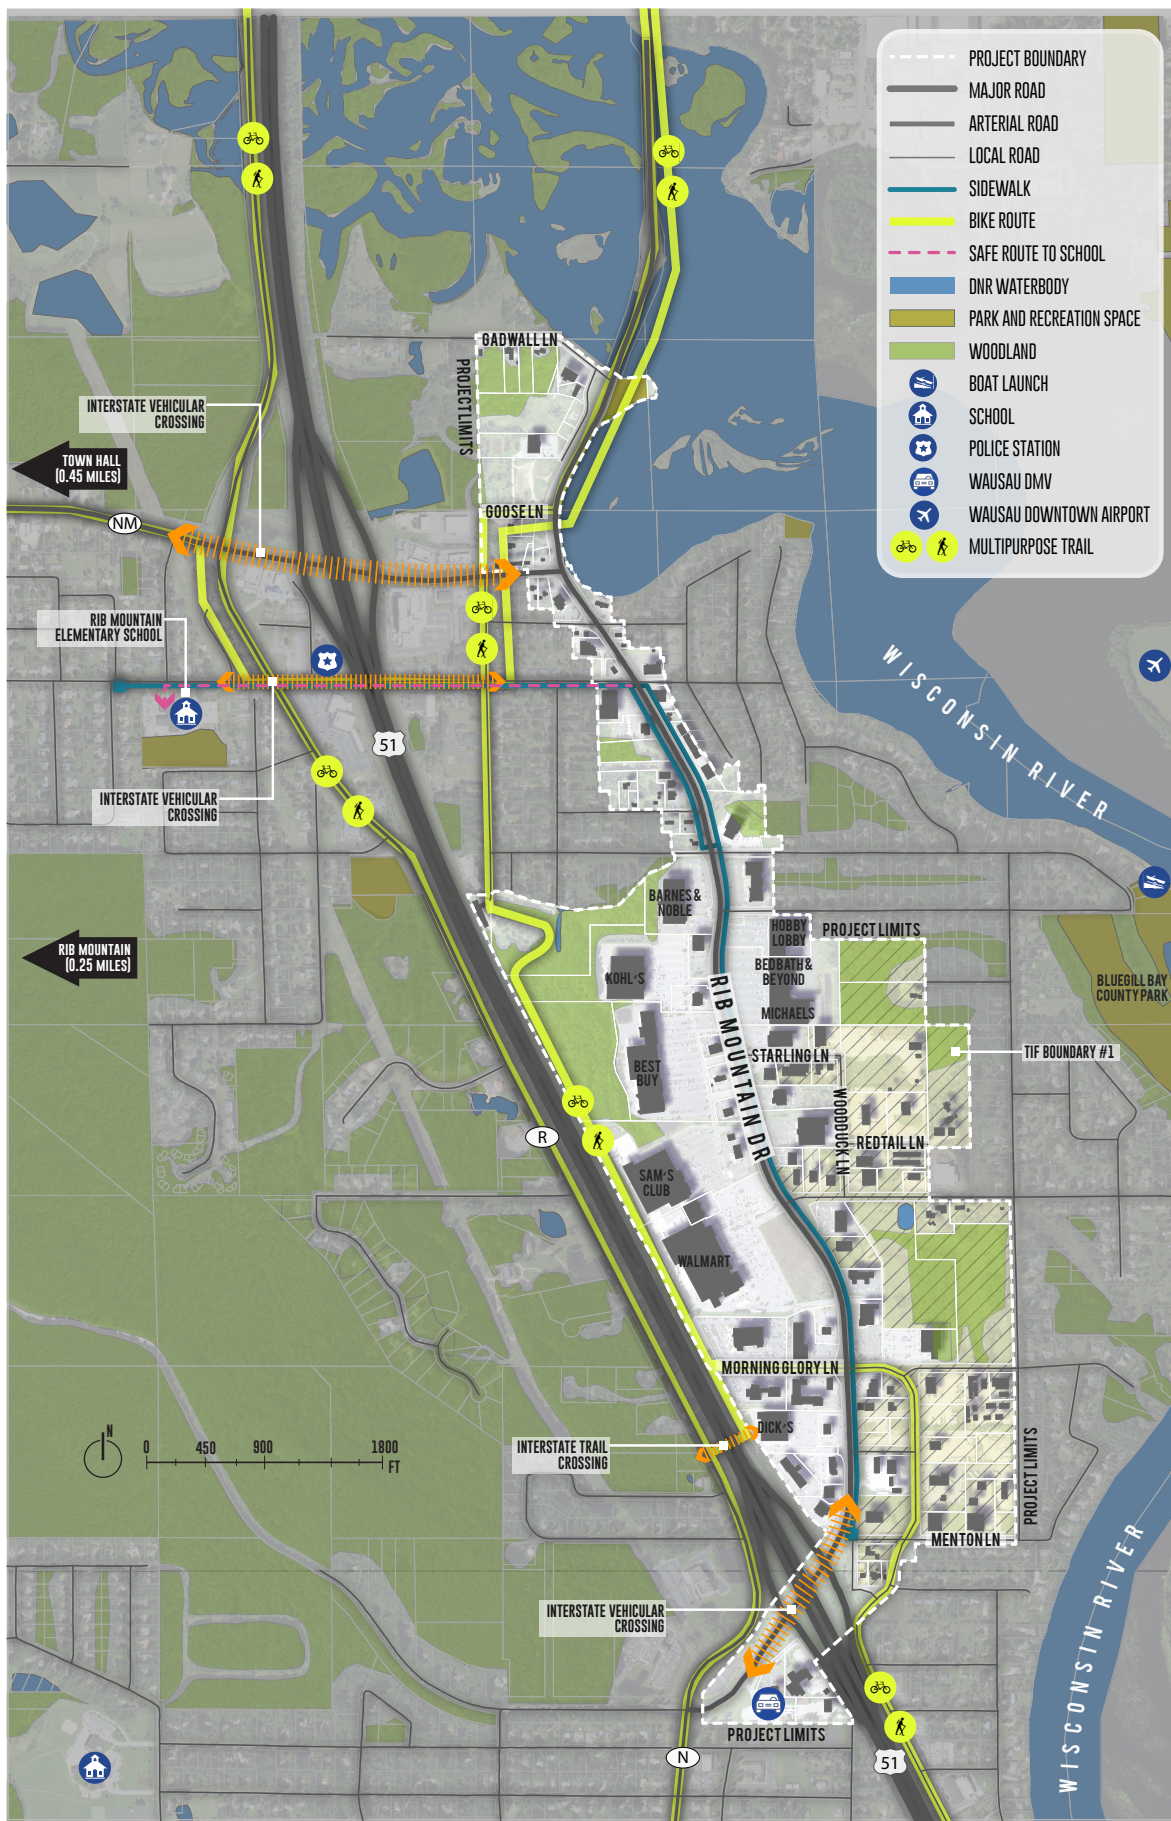 PROJECT BOUNDARY
MAJOR ROAD
ARTERIAL ROAD
LOCAL ROAD
SIDEWALK
BIKE ROUTE
SAFE ROUTE TO SCHOOL
DNR WATERBODY
PARK AND RECREATION SPACE
WOODLAND
BOAT LAUNCH
SCHOOL
POLICE STATION
WAUSAU DMV
WAUSAU DOWNTOWN AIRPORT
MULTIPURPOSE TRAIL
GADWALL LN
PROJECT LIMITS
INTERSTATE VEHICULAR
CROSSING
TOWN HALL
(0.45 MILES)
NM
GOOSE LN
RIB MOUNTAIN
ELEMENTARY SCHOOL
WISCONSIN RIVER
51
INTERSTATE VEHICULAR
CROSSING
BARNES &
NOBLE
HOBBY
LOBBY
PROJECT LIMITS
RIB MOUNTAIN
(0.25 MILES)
KOHL'S
BEDBATH &
BEYOND
BLUEGILL BAY
COUNTY PARK
MICHAELS
RIB MOUNTAIN DR
STARLING LN
TIF BOUNDARY #1
BEST
BUY
WOODDUCK LN
REDTAIL LN
R
SAM'S
CLUB
WALMART
MORNING GLORY LN
DICK'S
N
0 450 900 1800
FT
INTERSTATE TRAIL
CROSSING
PROJECT LIMITS
MENTON LN
INTERSTATE VEHICULAR
CROSSING
WISCONSIN RIVER
PROJECT LIMITS
N
51